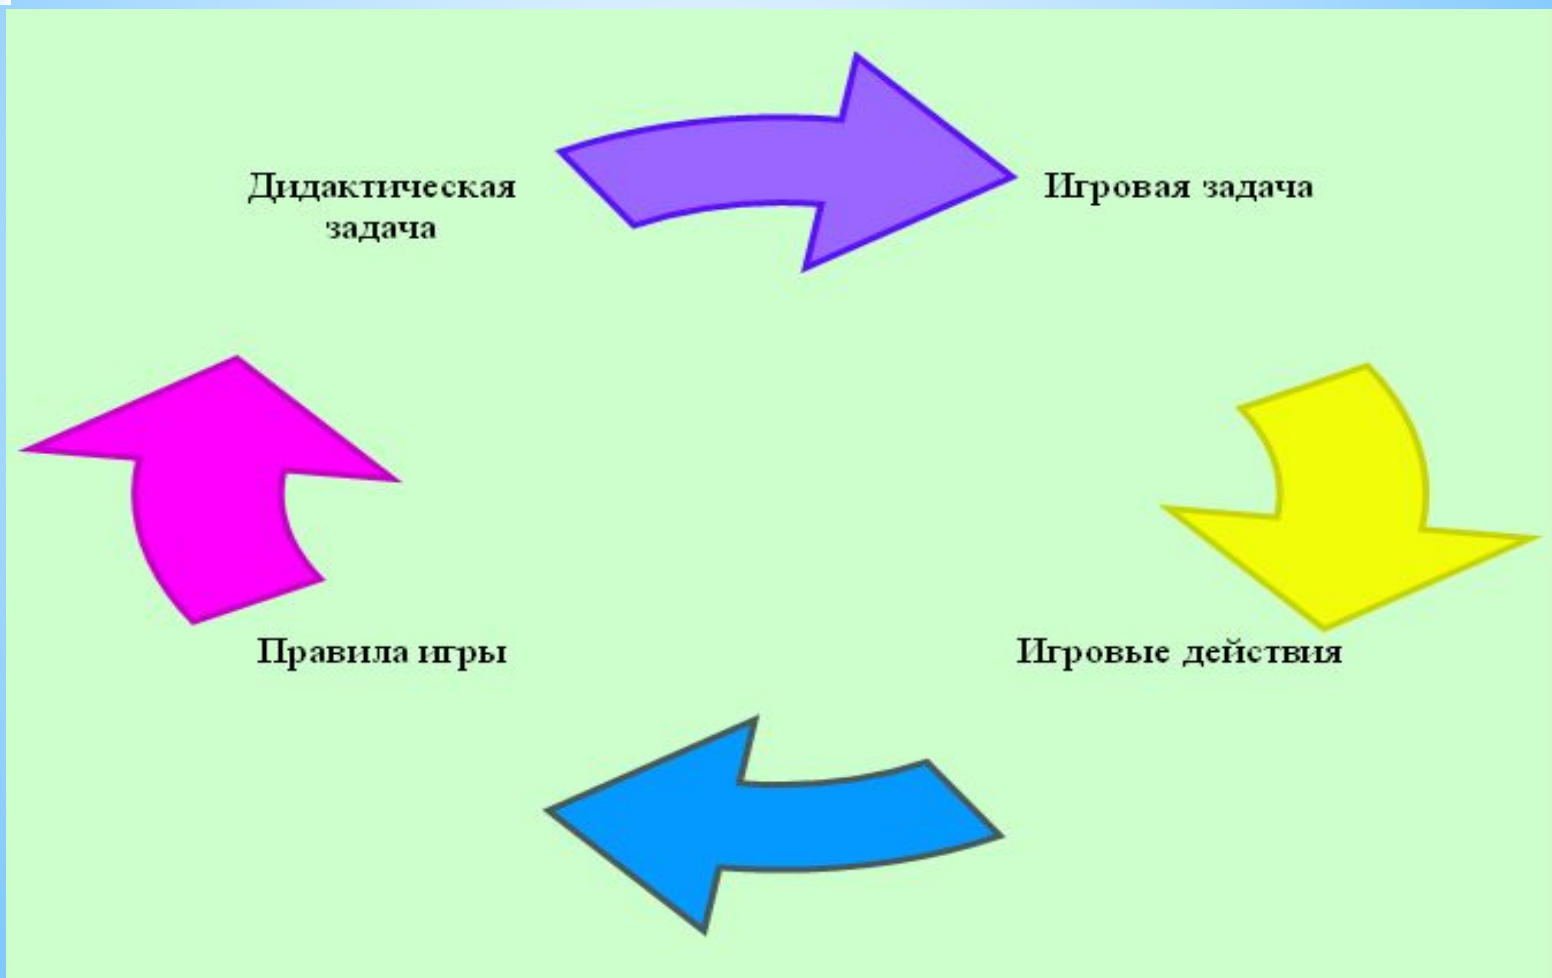 Дидактическая
задача
Игровая задача
Правила игры
Игровые действия